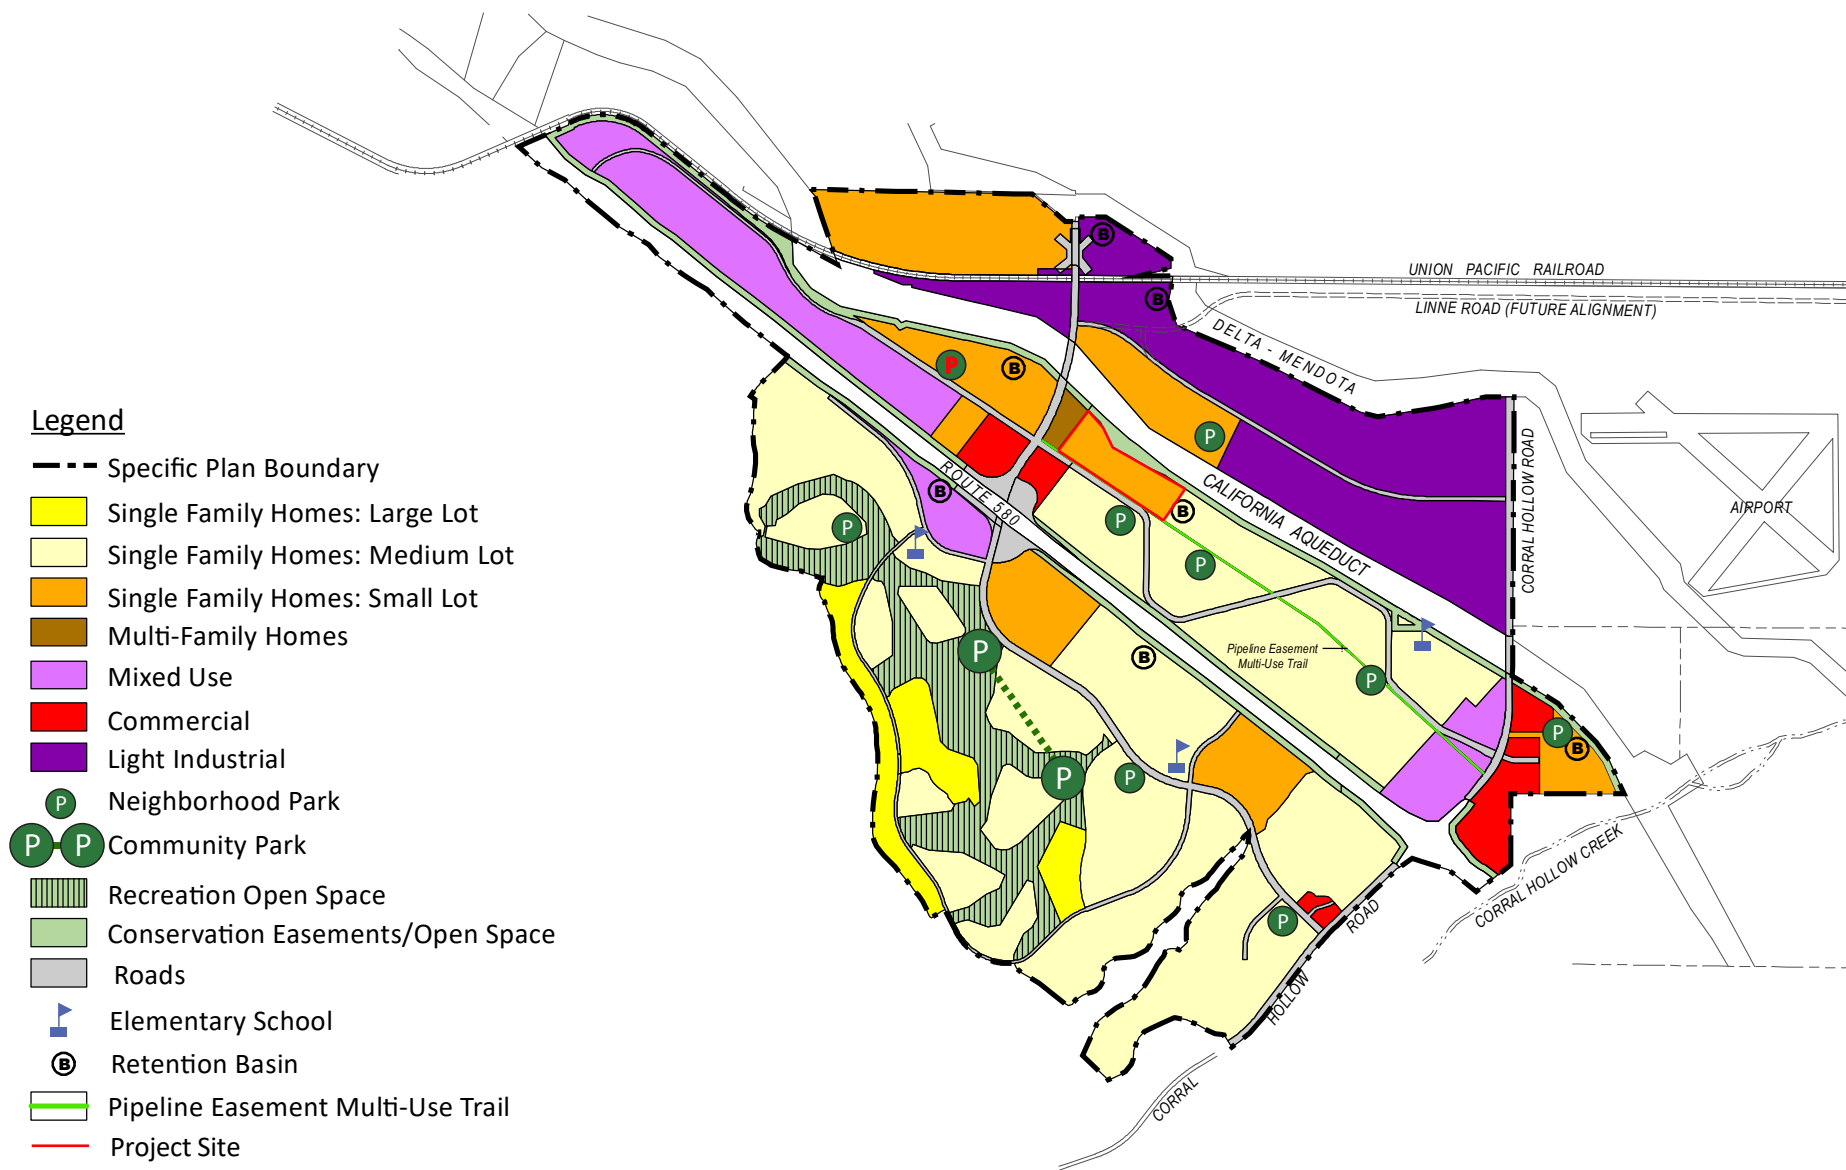 UNION PACIFIC RAILROAD
LINNE ROAD (FUTURE ALIGNMENT)
DELTA - MENDOTA
CORRAL HOLLOW ROAD
AIRPORT
CALIFORNIA AQUEDUCT
ROUTE 580
Pipeline Easement
Multi-Use Trail
CORRAL HOLLOW CREEK
CORRAL HOLLOW ROAD
B
B
P
B
P
B
B
P
P
P
P
B
P
P
B
P
P
P
Legend
Specific Plan Boundary
Single Family Homes: Large Lot
Single Family Homes: Medium Lot
Single Family Homes: Small Lot
Multi-Family Homes
Mixed Use
Commercial
Light Industrial
P Neighborhood Park
P P Community Park
Recreation Open Space
Conservation Easements/Open Space
Roads
Elementary School
B Retention Basin
Pipeline Easement Multi-Use Trail
Project Site